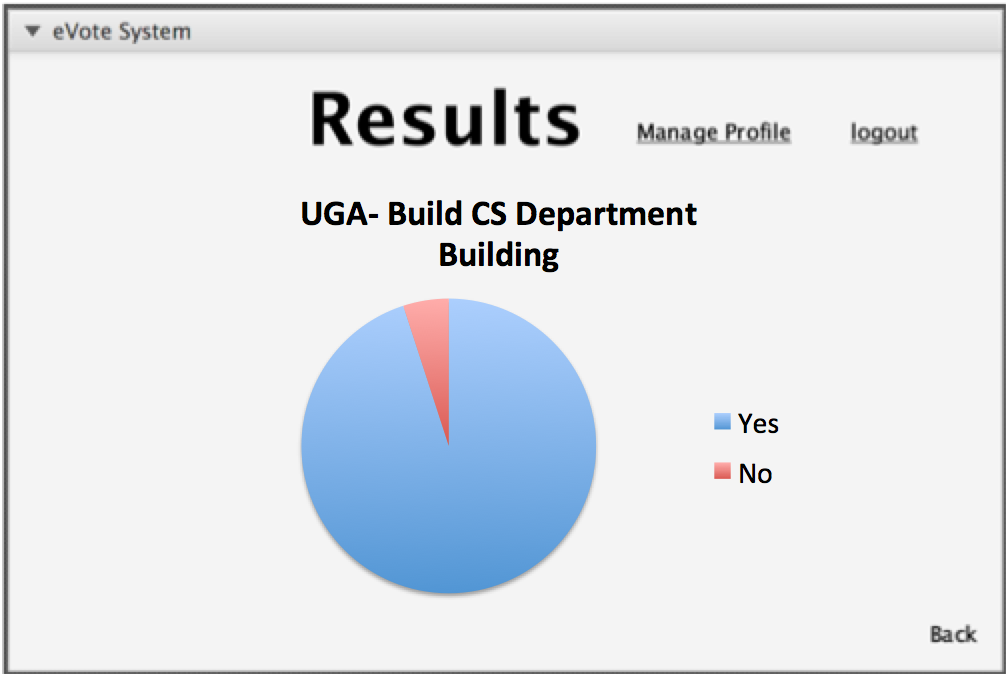 eVote System
Results
Manage Profile
logout
UGA- Build CS Department
Building
Yes
No
Back